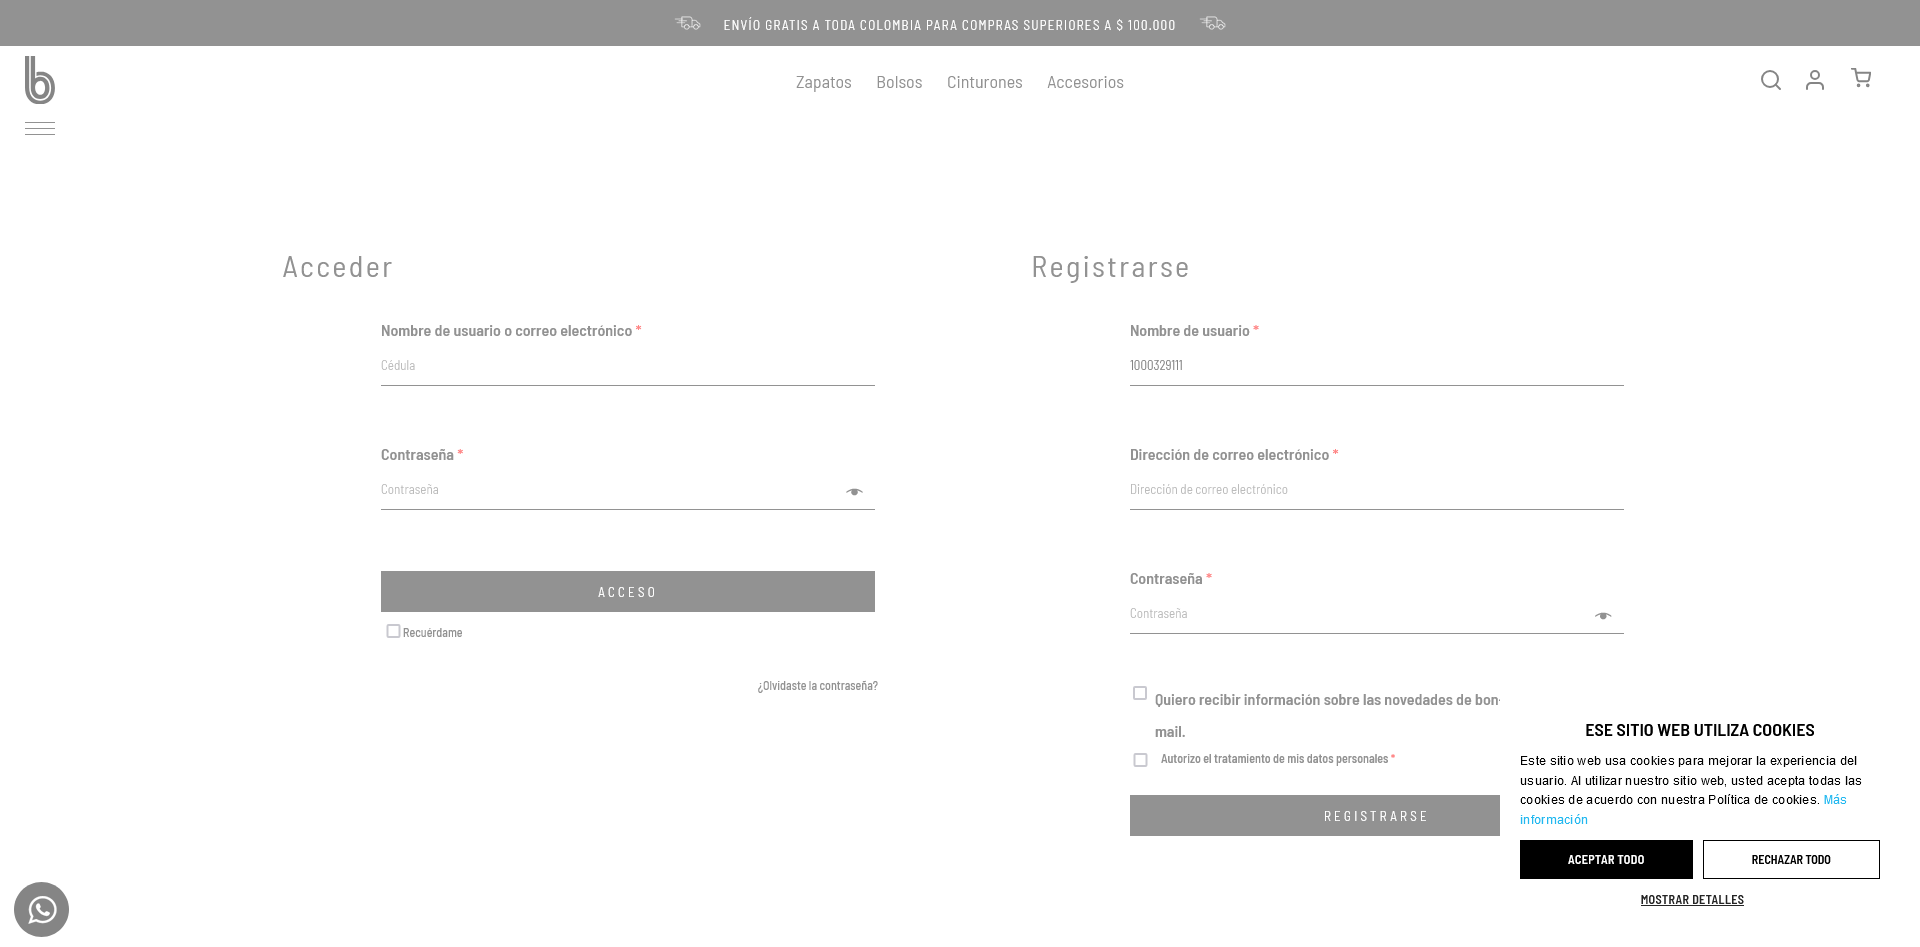 ENVÍO GRATIS A TODA COLOMBIA PARA COMPRAS SUPERIORES A $ 100.000
b
Zapatos Bolsos Cinturones Accesorios
Acceder
Nombre de usuario o correo electrónico *
Cédula
Contraseña *
Contraseña
ACCESO
Recuérdame
¿Olvidaste la contraseña?
Registrarse
Nombre de usuario *
1000329111
Dirección de correo electrónico *
Dirección de correo electrónico
Contraseña *
Contraseña
Quiero recibir información sobre las novedades de bon
mail.
Autorizo el tratamiento de mis datos personales *
REGISTRARSE
ESE SITIO WEB UTILIZA COOKIES
Este sitio web usa cookies para mejorar la experiencia del
usuario. Al utilizar nuestro sitio web, usted acepta todas las
cookies de acuerdo con nuestra Política de cookies. Más
información
ACEPTAR TODO
RECHAZAR TODO
MOSTRAR DETALLES